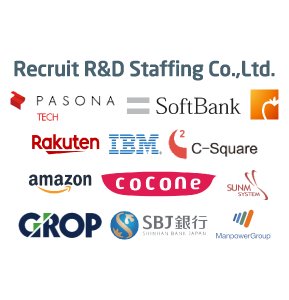 Recruit R&D Staffing Co.,Ltd.
PASONA
TECH
SoftBank
Rakuten
IBM
2
C-Square
amazon
cocone
SUNM
SYSTEM
GROP
SBJ銀行
SHINHAN BANK JAPAN
ManpowerGroup